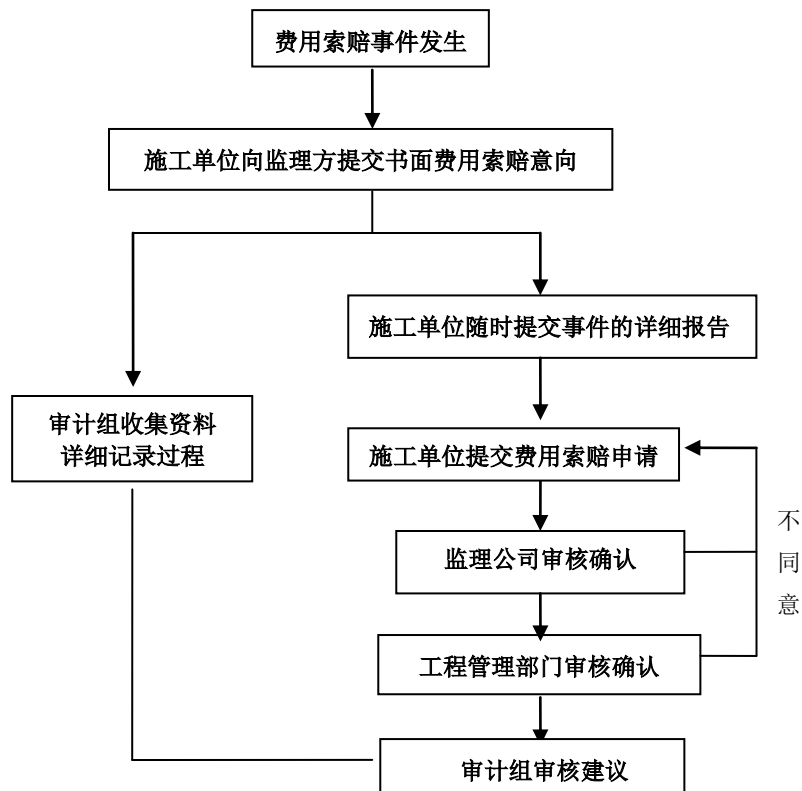 费用索赔事件发生
施工单位向监理方提交书面费用索赔意向
施工单位随时提交事件的详细报告
审计组收集资料
详细记录过程
施工单位提交费用索赔申请
不
同
意
监理公司审核确认
工程管理部门审核确认
审计组审核建议